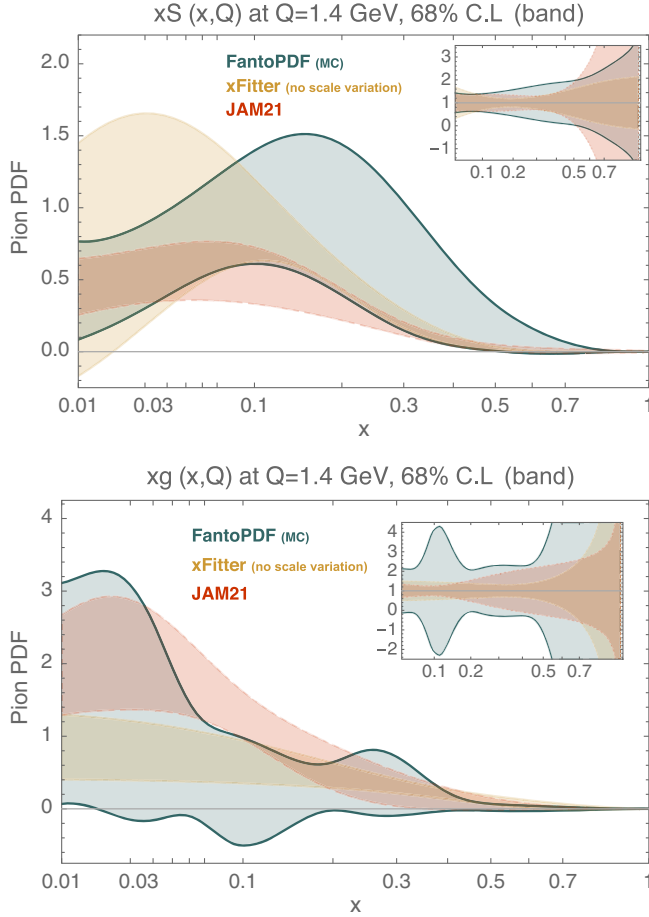 xS (x,Q) at Q=1.4 GeV, 68% C.L (band)
FantoPDF (MC)
xFitter (no scale variation)
JAM21
Pion PDF
2.0
1.5
1.0
0.5
0.0
3
2
1
0
−1
0.1 0.2 0.5 0.7
0.01 0.03 0.1 0.3 0.7 1
x
xg (x,Q) at Q=1.4 GeV, 68% C.L (band)
FantoPDF (MC)
xFitter (no scale variation)
JAM21
Pion PDF
4
3
2
1
0
4
3
2
1
0
−1
−2
0.1 0.2 0.5 0.7
0.01 0.03 0.1 0.3 0.7 1
x